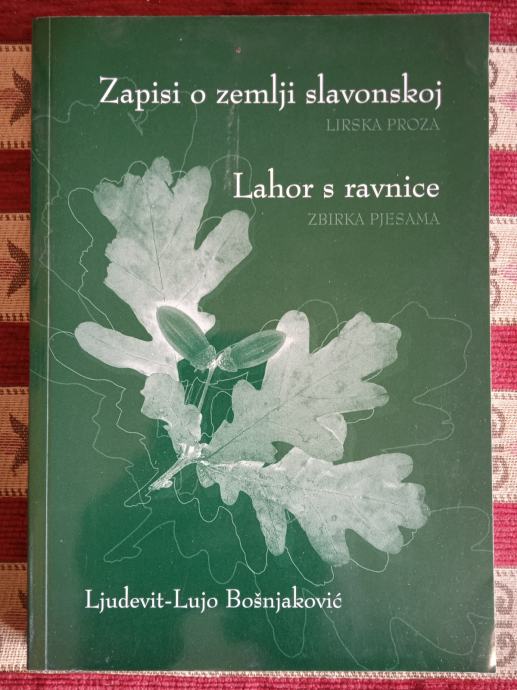 Zapisi o zemlji slavonskoj
LIRSKA PROZA
Lahor s ravnice
ZBIRKA PJESAMA
Ljudevit-Lujo Bošnjaković